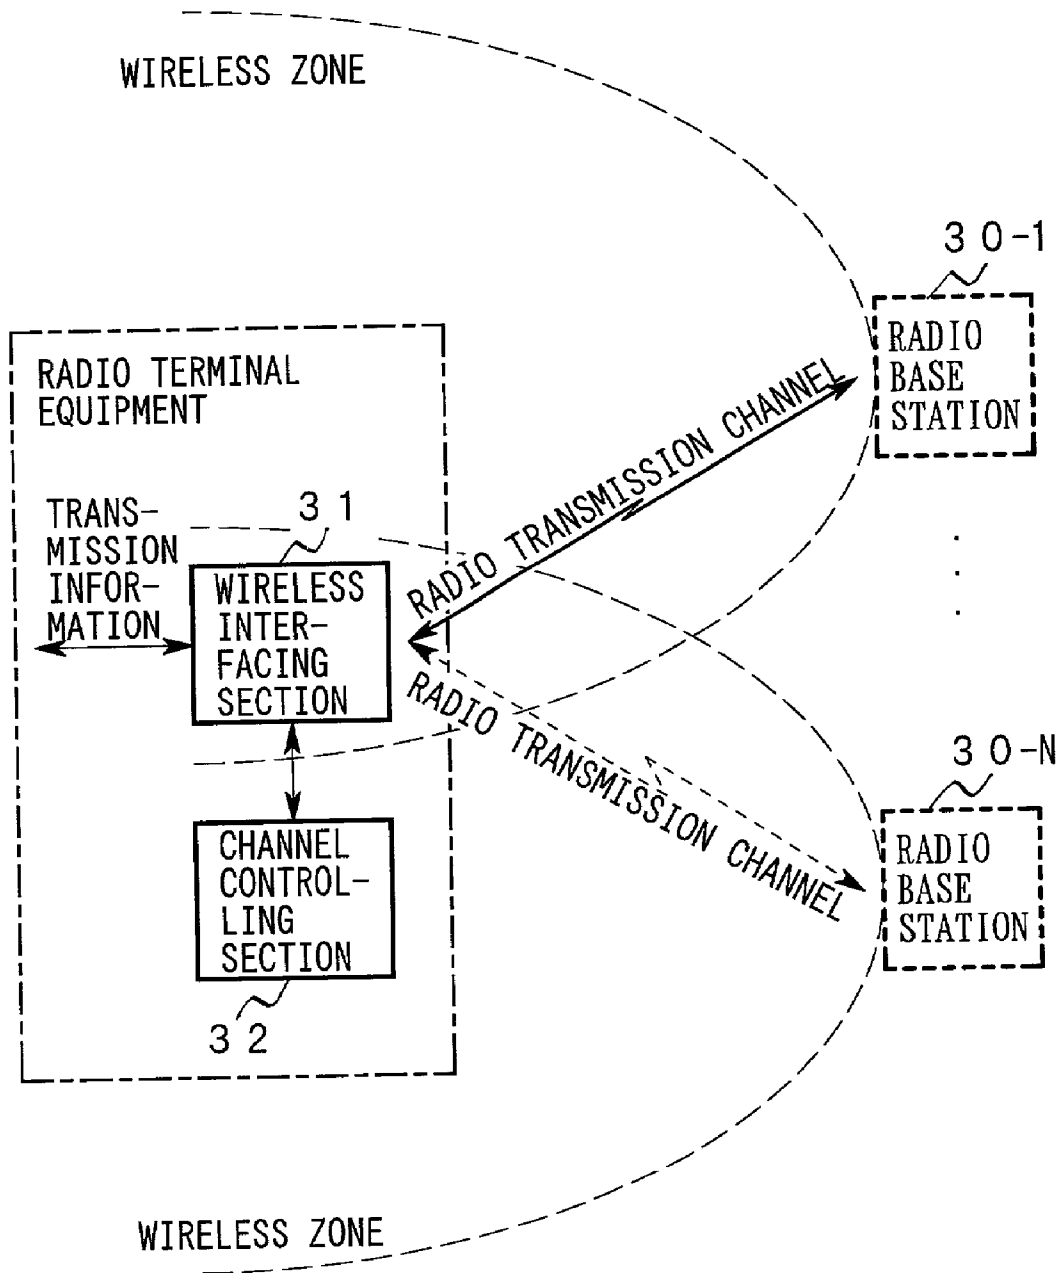 WIRELESS ZONE
30-1
RADIO
BASE
STATION
RADIO TERMINAL
EQUIPMENT
RADIO TRANSMISSION CHANNEL
TRANS-
MISSION
INFOR-
MATION
31
WIRELESS
INTER-
FACING
SECTION
. . .
RADIO TRANSMISSION CHANNEL
30-N
RADIO
BASE
STATION
CHANNEL
CONTROL-
LING
SECTION
32
WIRELESS ZONE